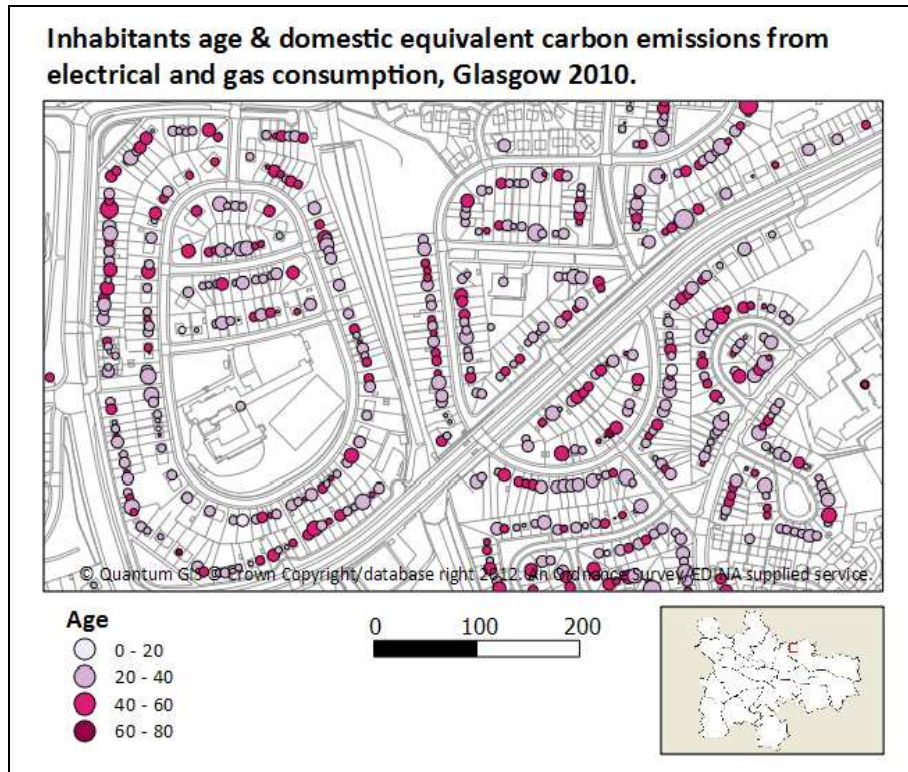 Inhabitants age & domestic equivalent carbon emissions from
electrical and gas consumption, Glasgow 2010.
© Quantum GIS © Crown Copyright/database right 2012. An Ordnance Survey/EDINA supplied service.
Age
0 - 20
20 - 40
40 - 60
60 - 80
0 100 200